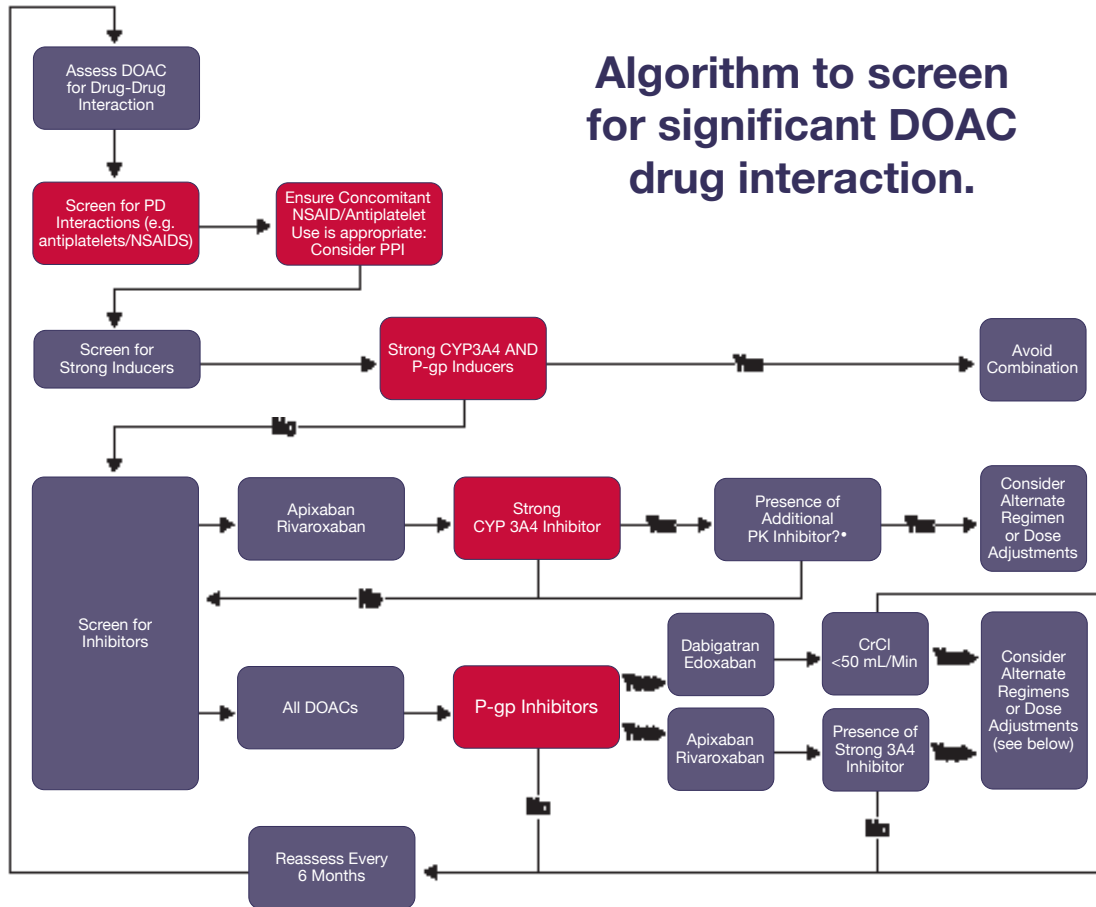 Algorithm to screen
for significant DOAC
drug interaction.
Assess DOAC
for Drug-Drug
Interaction
Screen for PD
Interactions (e.g.
antiplatelets/NSAIDS)
Ensure Concomitant
NSAID/Antiplatelet
Use is appropriate:
Consider PPI
Screen for
Strong Inducers
Strong CYP3A4 AND
P-gp Inducers
Avoid
Combination
Screen for
Inhibitors
Apixaban
Rivaroxaban
Strong
CYP 3A4 Inhibitor
Presence of
Additional
PK Inhibitor?•
Consider
Alternate
Regimen
or Dose
Adjustments
All DOACs
P-gp Inhibitors
Dabigatran
Edoxaban
CrCl
<50 mL/Min
Apixaban
Rivaroxaban
Presence of
Strong 3A4
Inhibitor
Consider
Alternate
Regimens
or Dose
Adjustments
(see below)
Reassess Every
6 Months